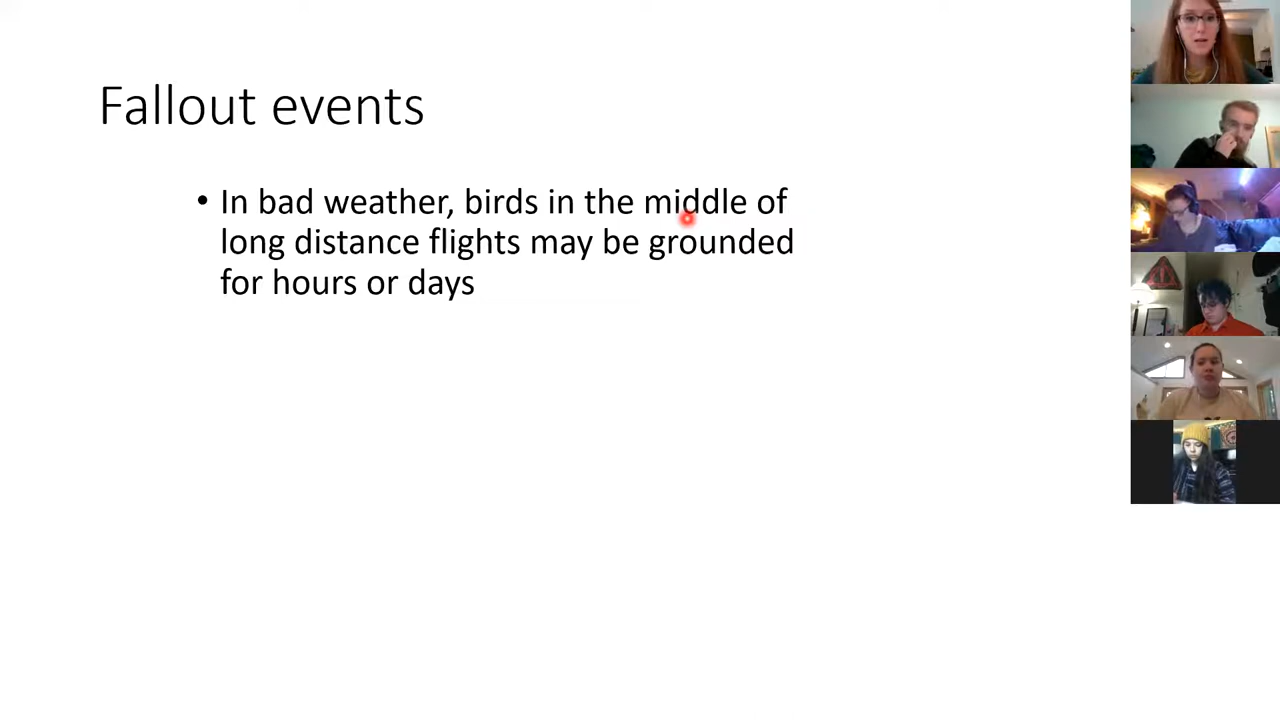 Fallout events
• In bad weather, birds in the middle of
long distance flights may be grounded
for hours or days